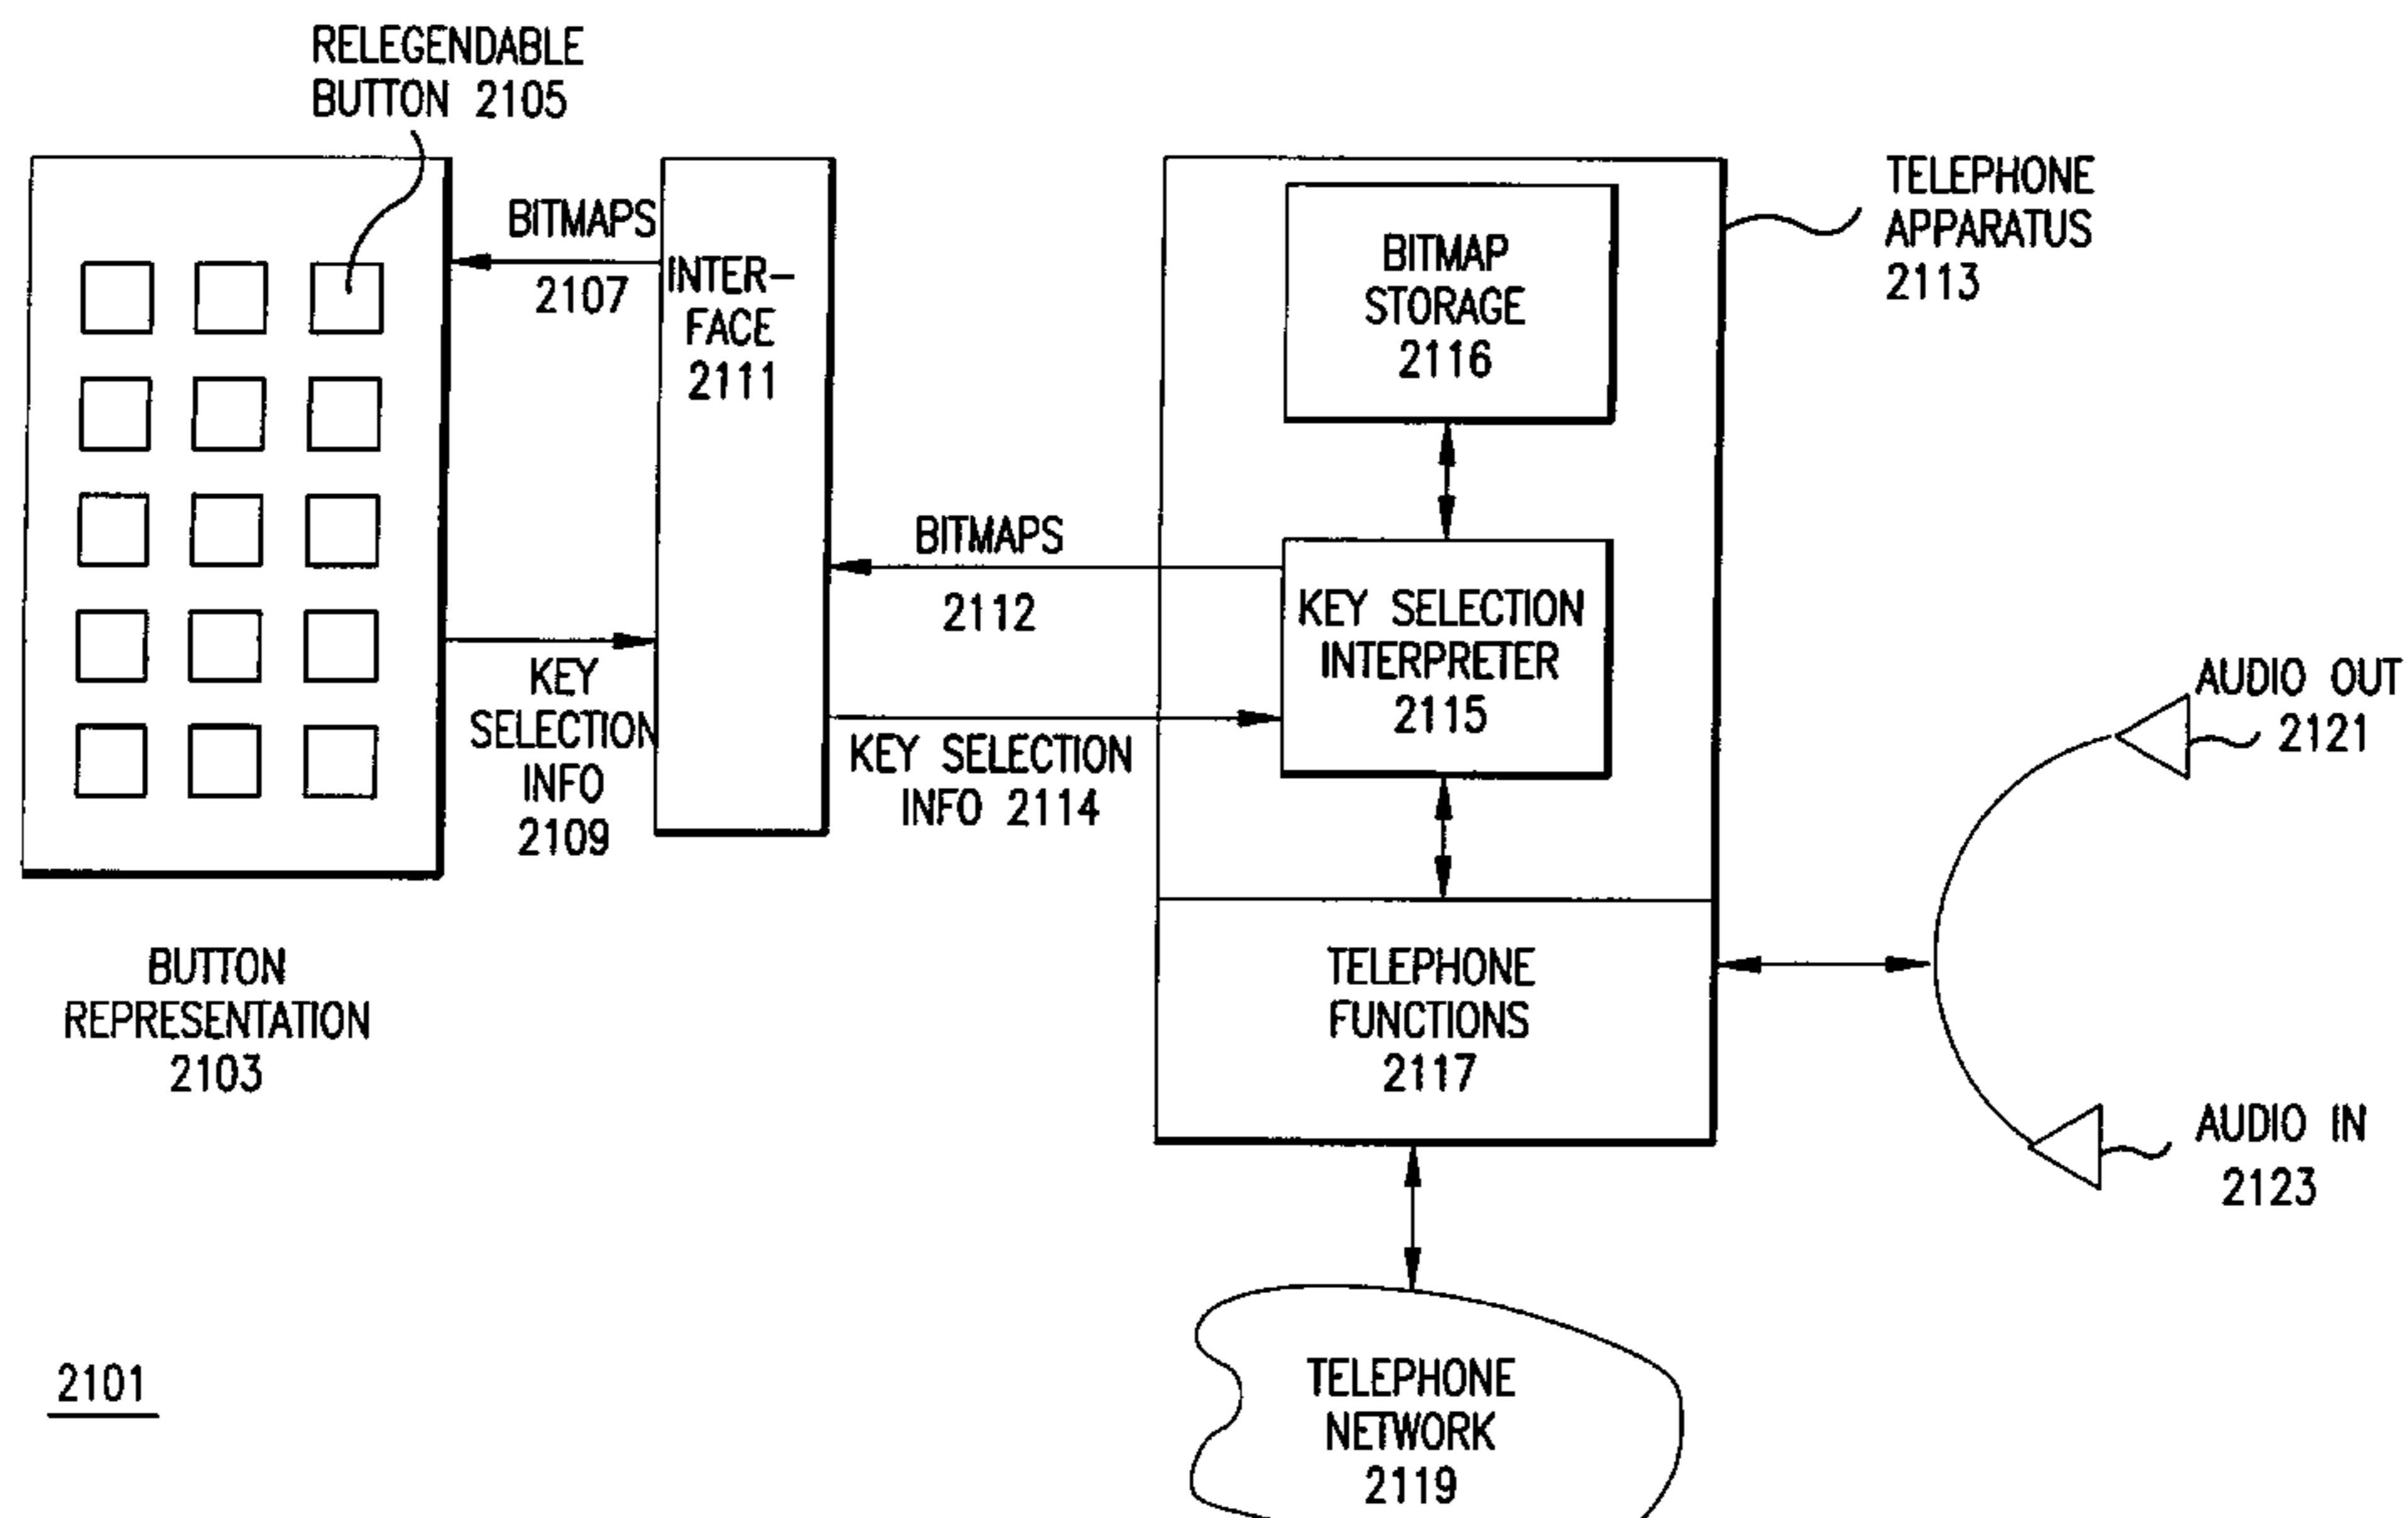 RELEGENDABLE
BUTTON 2105
BITMAPS
2107
INTER-
FACE
2111
BITMAP
STORAGE
2116
TELEPHONE
APPARATUS
2113
BITMAPS
2112
KEY SELECTION
INTERPRETER
2115
KEY
SELECTION
INFO
2109
KEY SELECTION
INFO 2114
AUDIO OUT
2121
BUTTON
REPRESENTATION
2103
TELEPHONE
FUNCTIONS
2117
AUDIO IN
2123
2101
TELEPHONE
NETWORK
2119